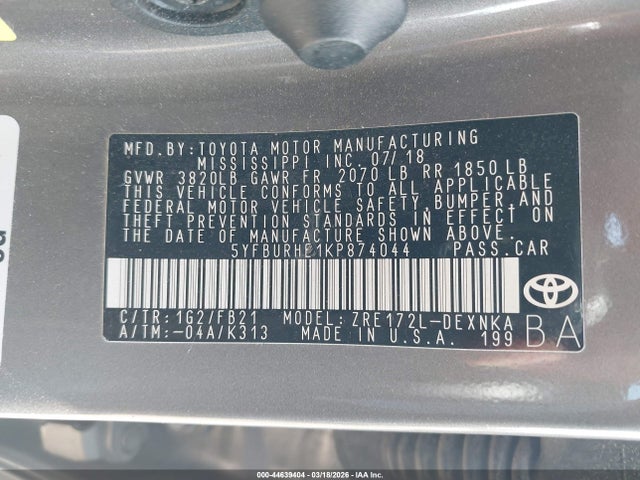 MFD.BY: TOYOTA MOTOR MANUFACTURING
MISSISSIPPI INC. 07/18
GVWR 3820LB GAWR FR 2070 LB RR 1850LB
THIS VEHICLE CONFORMS TO ALL APPLICABLE
FEDERAL MOTOR VEHICLE SAFETY, BUMPER, AND
THEFT PREVENTION STANDARDS IN EFFECT ON
THE DATE OF MANUFACTURE SHOWN ABOVE.
5YFBURHE1KP874044 PASS.CAR
C/TR: 1G2/FB21 MODEL: ZRE172L-DEXNKA
A/TM: -04A/K313 MADE IN U.S.A. 199
BA
000-44639404 | 03/18/2026 | IAA Inc.